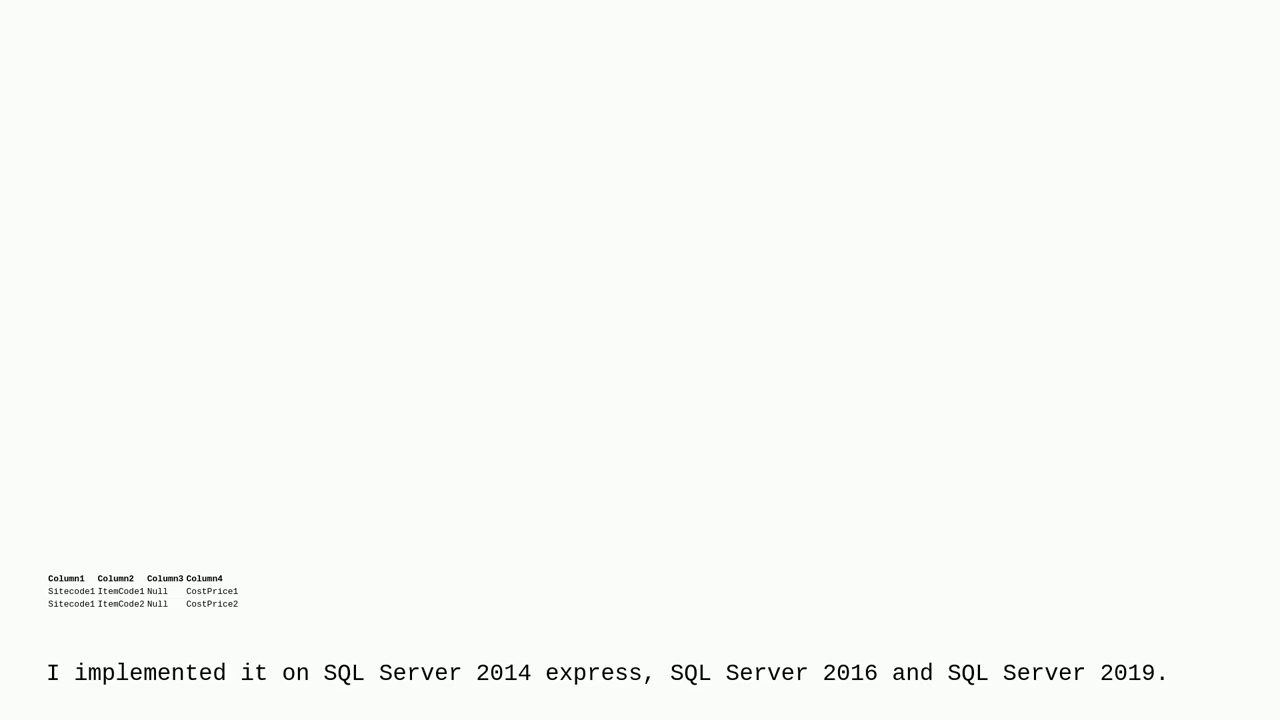 Column1 Column2 Column3 Column4
Sitecode1 ItemCode1 Null CostPrice1
Sitecode1 ItemCode2 Null CostPrice2
I implemented it on SQL Server 2014 express, SQL Server 2016 and SQL Server 2019.